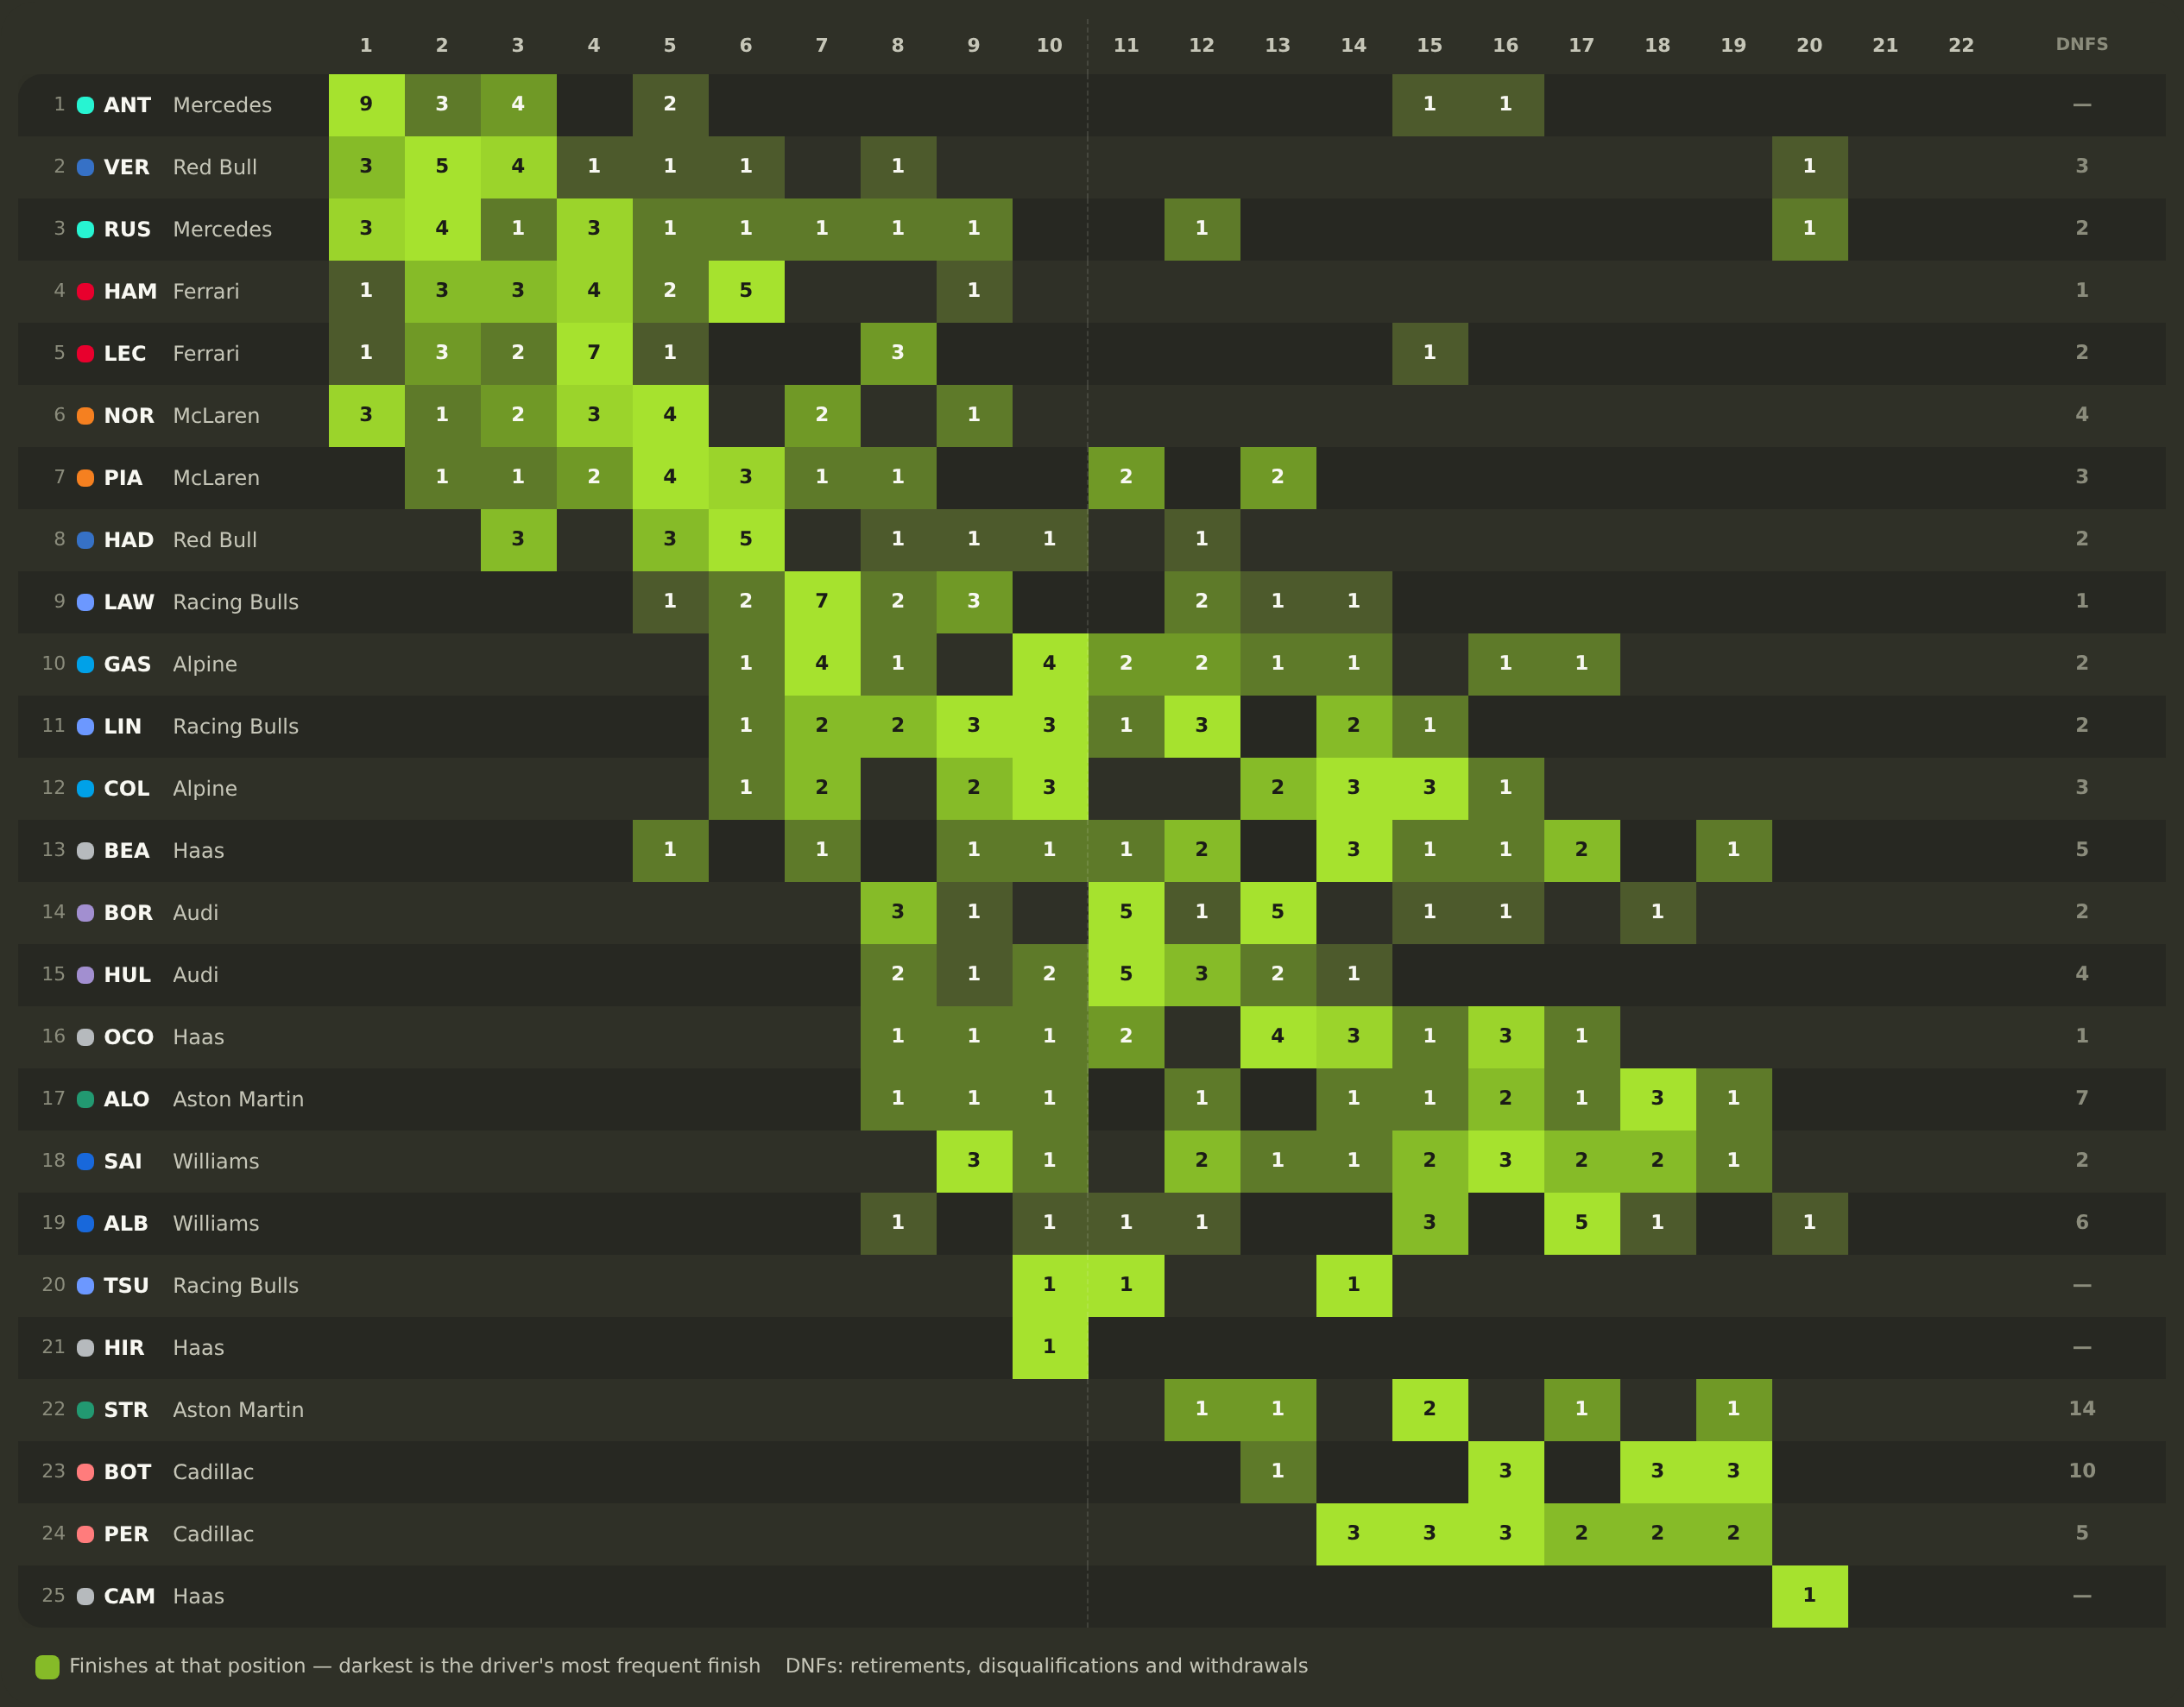 1 2 3 4 5 6 7 8 9 10 11 12 13 14 15 16 17 18 19 20 21 22 DNFS
1 ANT Mercedes 9 3 4 2 1 1 —
2 VER Red Bull 3 5 4 1 1 1 1 1 3
3 RUS Mercedes 3 4 1 3 1 1 1 1 1 1 1 2
4 HAM Ferrari 1 3 3 4 2 5 1 1
5 LEC Ferrari 1 3 2 7 1 3 1 2
6 NOR McLaren 3 1 2 3 4 2 1 4
7 PIA McLaren 1 1 2 4 3 1 1 2 2 3
8 HAD Red Bull 3 3 5 1 1 1 1 2
9 LAW Racing Bulls 1 2 7 2 3 2 1 1 1
10 GAS Alpine 1 4 1 4 2 2 1 1 1 1 2
11 LIN Racing Bulls 1 2 2 3 3 1 3 2 1 2
12 COL Alpine 1 2 2 3 2 3 3 1 3
13 BEA Haas 1 1 1 1 1 2 3 1 1 2 1 5
14 BOR Audi 3 1 5 1 5 1 1 1 2
15 HUL Audi 2 1 2 5 3 2 1 4
16 OCO Haas 1 1 1 2 4 3 1 3 1 1
17 ALO Aston Martin 1 1 1 1 1 1 2 1 3 1 7
18 SAI Williams 3 1 2 1 1 2 3 2 2 1 2
19 ALB Williams 1 1 1 1 3 5 1 1 6
20 TSU Racing Bulls 1 1 1 —
21 HIR Haas 1 —
22 STR Aston Martin 1 1 2 1 1 14
23 BOT Cadillac 1 3 3 3 10
24 PER Cadillac 3 3 3 2 2 2 5
25 CAM Haas 1 —
Finishes at that position — darkest is the driver's most frequent finish DNFs: retirements, disqualifications and withdrawals